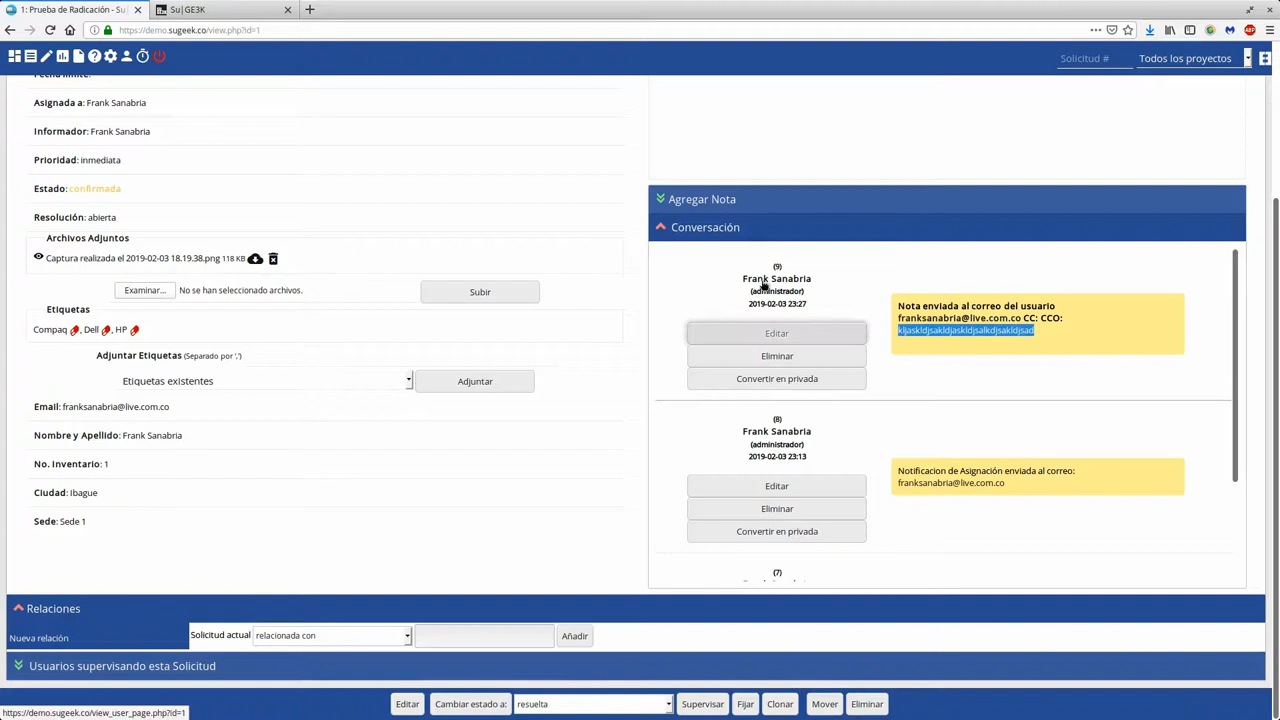 1: Prueba de Radicación - Su
Su|GE3K
https://demo.sugeek.co/view.php?id=1
Solicitud #
Todos los proyectos
Asignada a: Frank Sanabria
Informador: Frank Sanabria
Prioridad: inmediata
Estado: confirmada
Resolución: abierta
Archivos Adjuntos
Captura realizada el 2019-02-03 18.19.38.png 118 KB
Examinar... No se han seleccionado archivos.
Subir
Etiquetas
Compaq, Dell, HP
Adjuntar Etiquetas (Separado por ',')
Etiquetas existentes
Adjuntar
Email: franksanabria@live.com.co
Nombre y Apellido: Frank Sanabria
No. Inventario: 1
Ciudad: Ibague
Sede: Sede 1
Agregar Nota
Conversación
(9)
Frank Sanabria
(administrador)
2019-02-03 23:27
Editar
Eliminar
Convertir en privada
Nota enviada al correo del usuario
franksanabria@live.com.co CC: CCO:
kljaskldjsakldjaskldjsalkdjsakldjsad
(8)
Frank Sanabria
(administrador)
2019-02-03 23:13
Editar
Eliminar
Convertir en privada
Notificacion de Asignación enviada al correo:
franksanabria@live.com.co
(7)
Relaciones
Nueva relación
Solicitud actual
relacionada con
Añadir
Usuarios supervisando esta Solicitud
Editar
Cambiar estado a:
resuelta
Supervisar
Fijar
Clonar
Mover
Eliminar
https://demo.sugeek.co/view_user_page.php?id=1